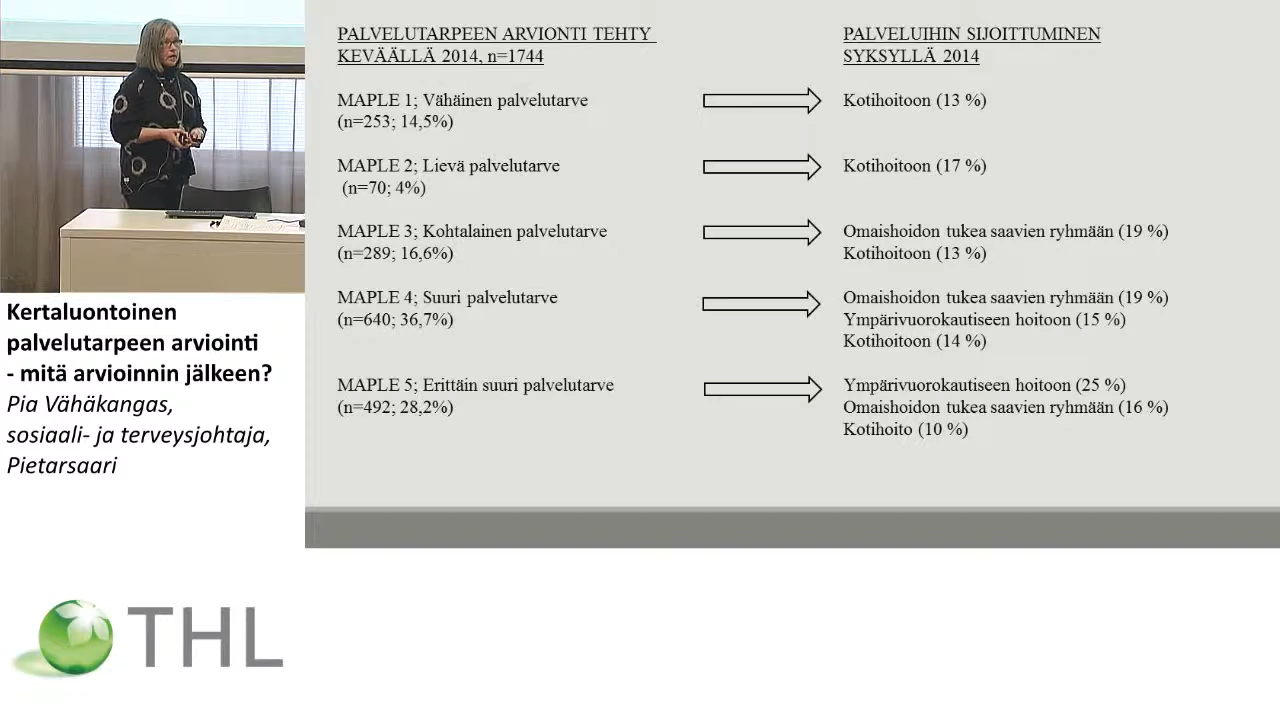 PALVELUTARPEEN ARVIONTI TEHTY
KEVÄÄLLÄ 2014, n=1744
PALVELUIHIN SIJOITTUMINEN
SYKSYLLÄ 2014
MAPLE 1; Vähäinen palvelutarve
(n=253; 14,5%)
Kotihoitoon (13 %)
MAPLE 2; Lievä palvelutarve
(n=70; 4%)
Kotihoitoon (17 %)
MAPLE 3; Kohtalainen palvelutarve
(n=289; 16,6%)
Omaishoidon tukea saavien ryhmään (19 %)
Kotihoitoon (13 %)
MAPLE 4; Suuri palvelutarve
(n=640; 36,7%)
Omaishoidon tukea saavien ryhmään (19 %)
Ympärivuorokautiseen hoitoon (15 %)
Kotihoitoon (14 %)
MAPLE 5; Erittäin suuri palvelutarve
(n=492; 28,2%)
Ympärivuorokautiseen hoitoon (25 %)
Omaishoidon tukea saavien ryhmään (16 %)
Kotihoito (10 %)
Kertaluontoinen
palvelutarpeen arviointi
- mitä arvioinnin jälkeen?
Pia Vähäkangas,
sosiaali- ja terveysjohtaja,
Pietarsaari
THL